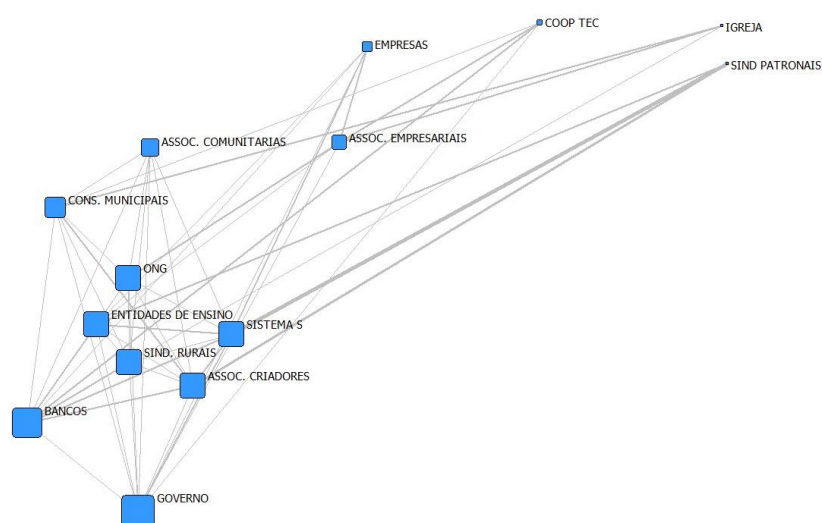 COOP TEC
IGREJA
EMPRESAS
SIND PATRONAIS
ASSOC. COMUNITARIAS
ASSOC. EMPRESARIAIS
CONS. MUNICIPAIS
ONG
ENTIDADES DE ENSINO
SISTEMA S
SIND. RURAIS
ASSOC. CRIADORES
BANCOS
GOVERNO